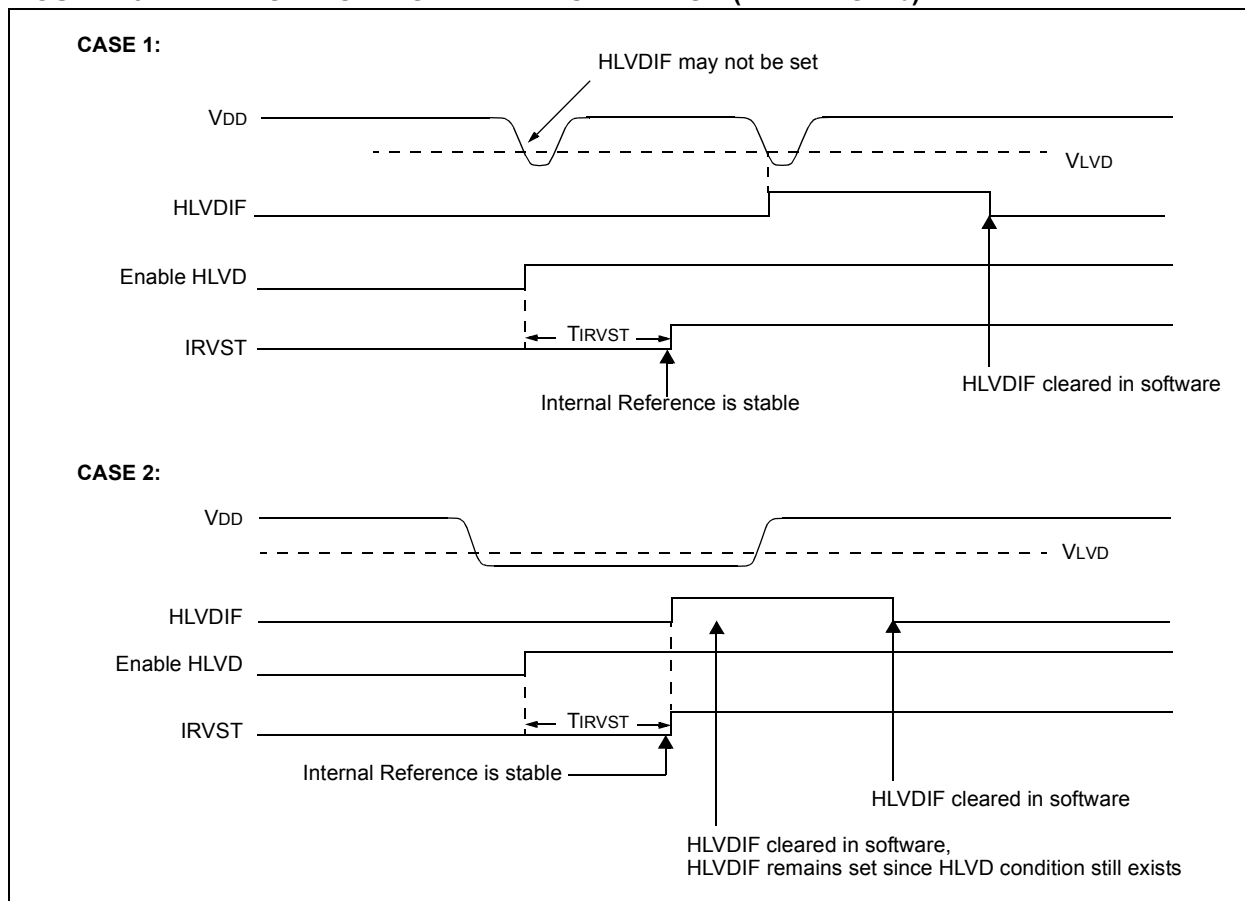 CASE 1:
HLVDIF may not be set
VDD
VLVD
HLVDIF
Enable HLVD
TIRVST
IRVST
HLVDIF cleared in software
Internal Reference is stable
CASE 2:
VDD
VLVD
HLVDIF
Enable HLVD
TIRVST
IRVST
Internal Reference is stable
HLVDIF cleared in software
HLVDIF cleared in software,
HLVDIF remains set since HLVD condition still exists